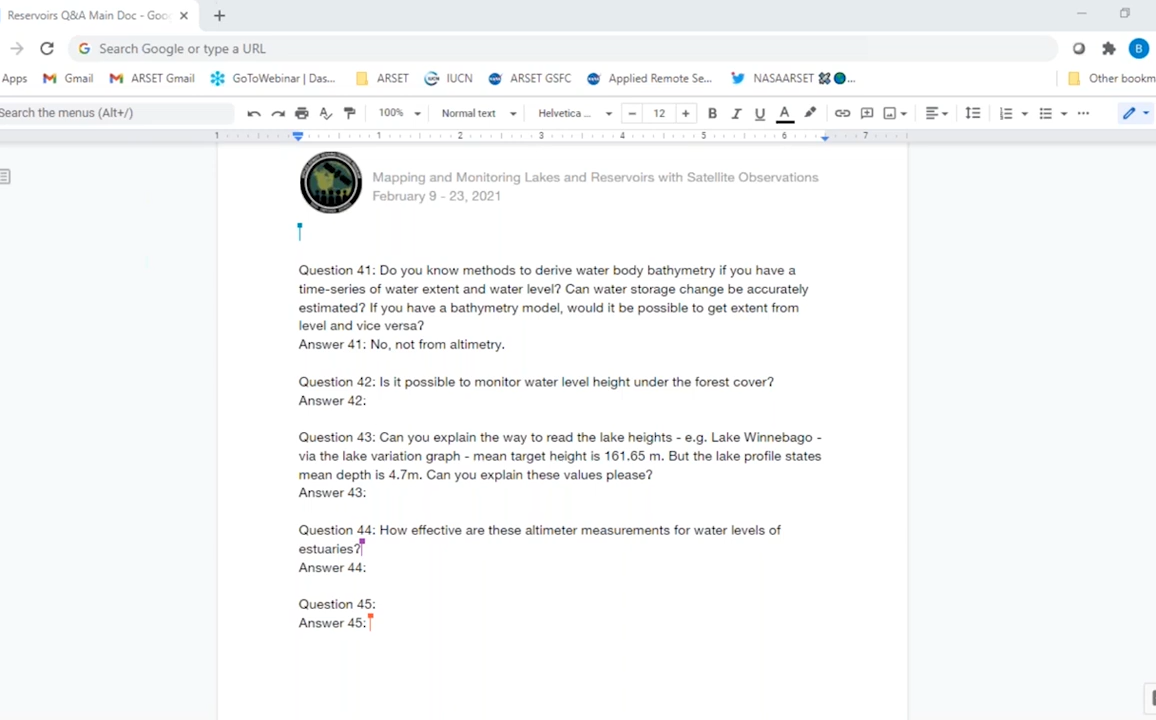 Reservoirs Q&A Main Doc - Goo
Search Google or type a URL
Apps Gmail ARSET Gmail GoToWebinar | Das... ARSET IUCN ARSET GSFC Applied Remote Se... NASAARSET ... Other bookm
Search the menus (Alt+/) 100% Normal text Helvetica ... 12 B I U A
1 1 2 3 4 5 6 7
Mapping and Monitoring Lakes and Reservoirs with Satellite Observations
February 9 - 23, 2021
Question 41: Do you know methods to derive water body bathymetry if you have a
time-series of water extent and water level? Can water storage change be accurately
estimated? If you have a bathymetry model, would it be possible to get extent from
level and vice versa?
Answer 41: No, not from altimetry.
Question 42: Is it possible to monitor water level height under the forest cover?
Answer 42:
Question 43: Can you explain the way to read the lake heights - e.g. Lake Winnebago -
via the lake variation graph - mean target height is 161.65 m. But the lake profile states
mean depth is 4.7m. Can you explain these values please?
Answer 43:
Question 44: How effective are these altimeter measurements for water levels of
estuaries?
Answer 44:
Question 45:
Answer 45: